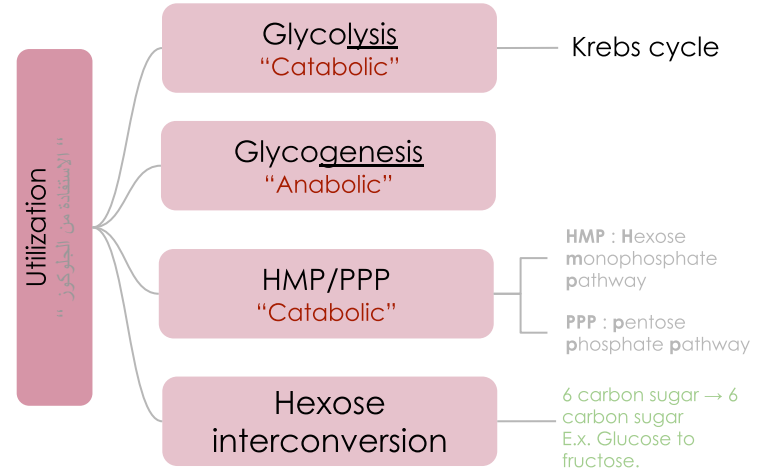 Utilization
“ الاستفادة من الجلوكوز ”
Glycolysis
“Catabolic”
Krebs cycle
Glycogenesis
“Anabolic”
HMP/PPP
“Catabolic”
HMP : Hexose
monophosphate
pathway
PPP : pentose
phosphate pathway
Hexose
interconversion
6 carbon sugar → 6
carbon sugar
E.x. Glucose to
fructose.